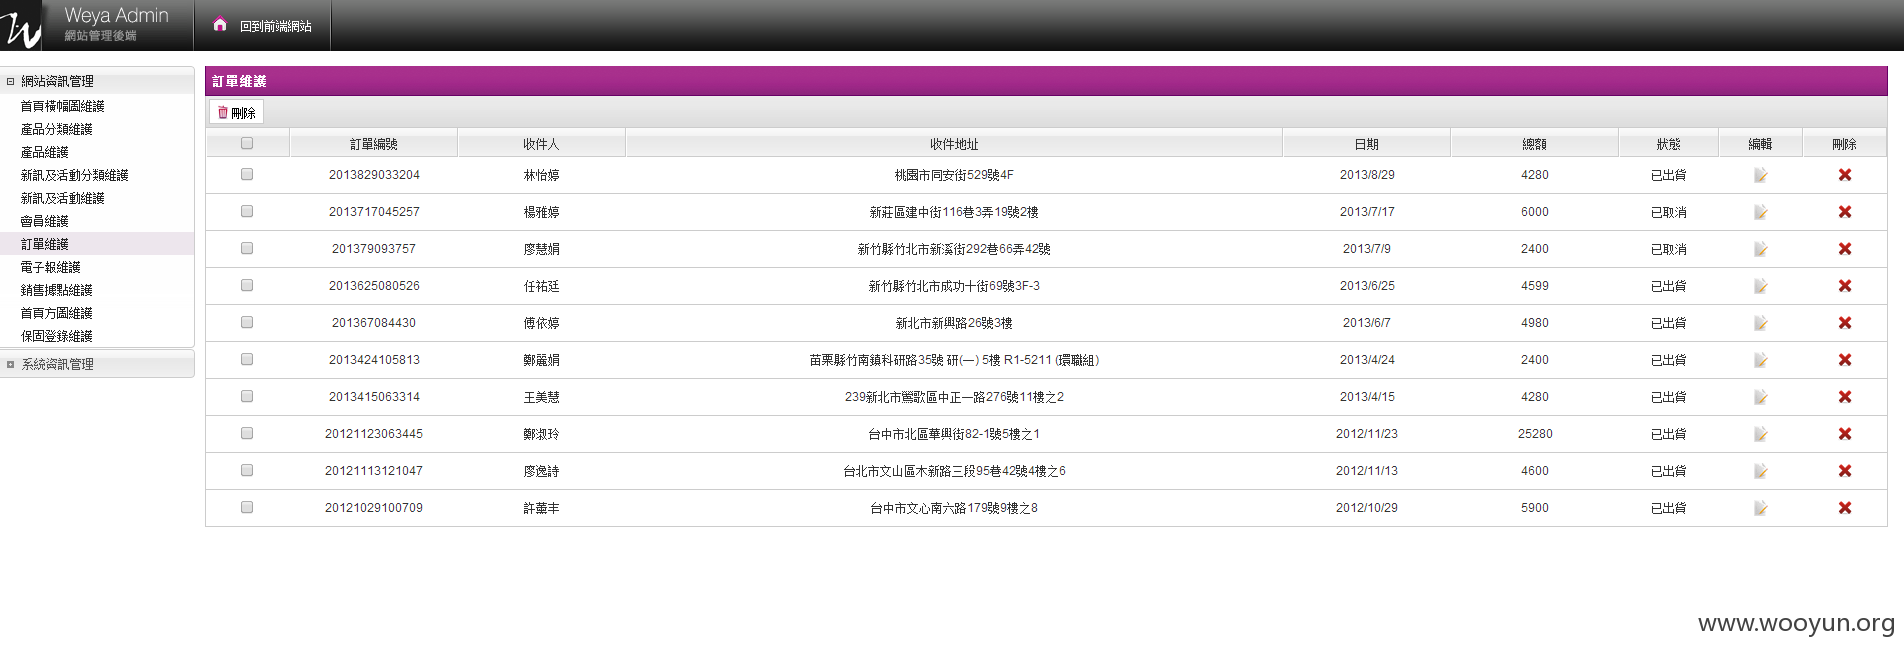 Weya Admin
網站管理後端
回到前端網站
網站資訊管理
首頁橫幅圖維護
產品分類維護
產品維護
新訊及活動分類維護
新訊及活動維護
會員維護
訂單維護
電子報維護
銷售據點維護
首頁方圖維護
保固登錄維護
系統資訊管理
訂單維護
刪除
訂單編號 收件人 收件地址 日期 總額 狀態 編輯 刪除
2013829033204 林怡婷 桃園市同安街529號4F 2013/8/29 4280 已出貨
2013717045257 楊雅婷 新莊區建中街116巷3弄19號2樓 2013/7/17 6000 已取消
201379093757 廖慧娟 新竹縣竹北市新溪街292巷66弄42號 2013/7/9 2400 已取消
2013625080526 任祐廷 新竹縣竹北市成功十街69號3F-3 2013/6/25 4599 已出貨
201367084430 傅依婷 新北市新興路26號3樓 2013/6/7 4980 已出貨
2013424105813 鄭麗娟 苗栗縣竹南鎮科研路35號 研(一) 5樓 R1-5211 (環職組) 2013/4/24 2400 已出貨
2013415063314 王美慧 239新北市鶯歌區中正一路276號11樓之2 2013/4/15 4280 已出貨
20121123063445 鄭淑玲 台中市北區華興街82-1號5樓之1 2012/11/23 25280 已出貨
20121113121047 廖逸詩 台北市文山區木新路三段95巷42號4樓之6 2012/11/13 4600 已出貨
20121029100709 許蕙丰 台中市文心南六路179號9樓之8 2012/10/29 5900 已出貨
www.wooyun.org